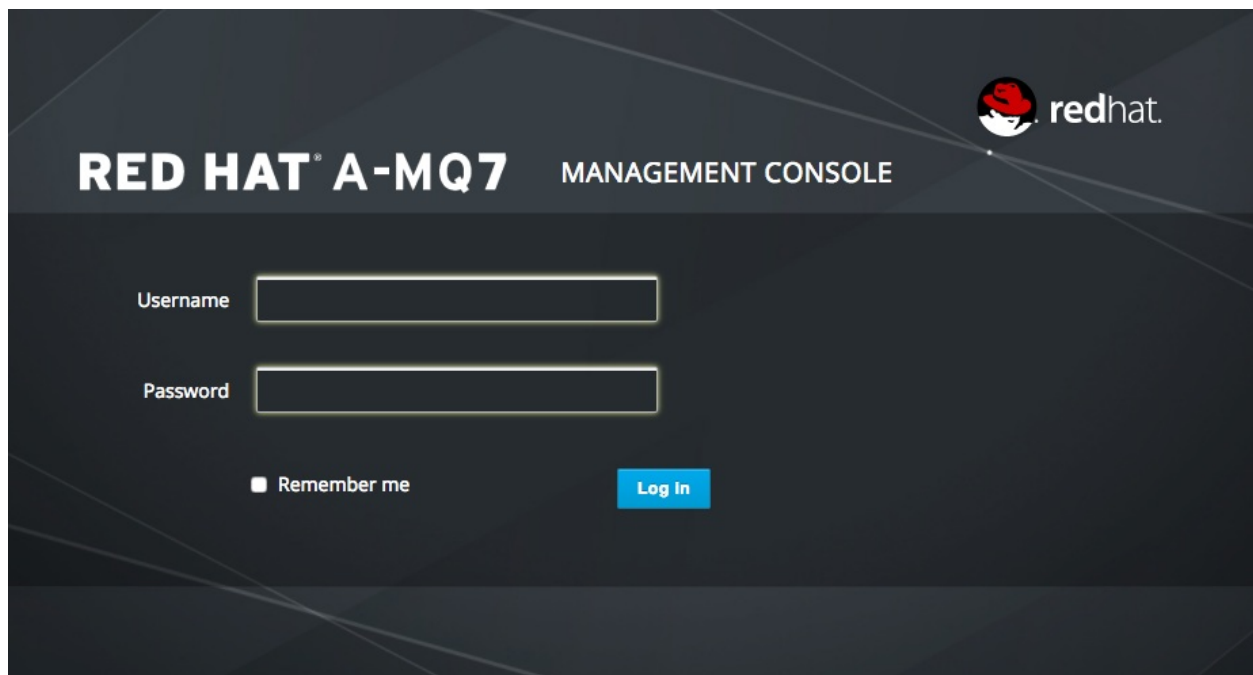 redhat.
RED HAT® A-MQ7 MANAGEMENT CONSOLE
Username
Password
Remember me
Log In